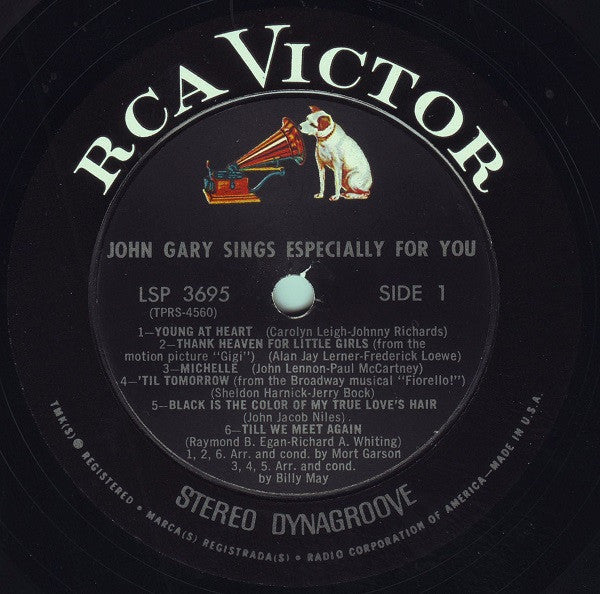 RCA VICTOR
JOHN GARY SINGS ESPECIALLY FOR YOU
LSP 3695
(TPRS-4560)
SIDE 1
1—YOUNG AT HEART (Carolyn Leigh-Johnny Richards)
2—THANK HEAVEN FOR LITTLE GIRLS (from the
motion picture "Gigi") (Alan Jay Lerner-Frederick Loewe)
3—MICHELLE (John Lennon-Paul McCartney)
4—'TIL TOMORROW (from the Broadway musical "Fiorello!")
(Sheldon Harnick-Jerry Bock)
5—BLACK IS THE COLOR OF MY TRUE LOVE'S HAIR
(John Jacob Niles)
6—TILL WE MEET AGAIN
(Raymond B. Egan-Richard A. Whiting)
1, 2, 6. Arr. and cond. by Mort Garson
3, 4, 5. Arr. and cond.
by Billy May
STEREO DYNAGROOVE
TMK(S) ® REGISTERED • MARCA(S) REGISTRADA(S) • RADIO CORPORATION OF AMERICA—MADE IN U.S.A.